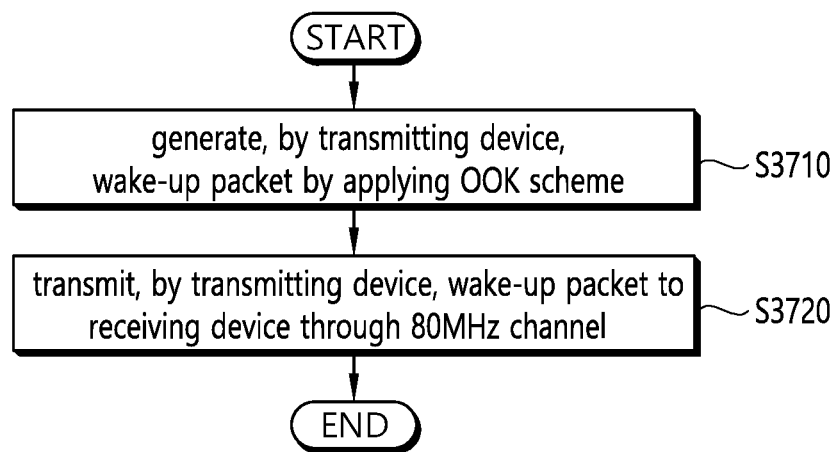 START
generate, by transmitting device,
wake-up packet by applying OOK scheme
S3710
transmit, by transmitting device, wake-up packet to
receiving device through 80MHz channel
S3720
END